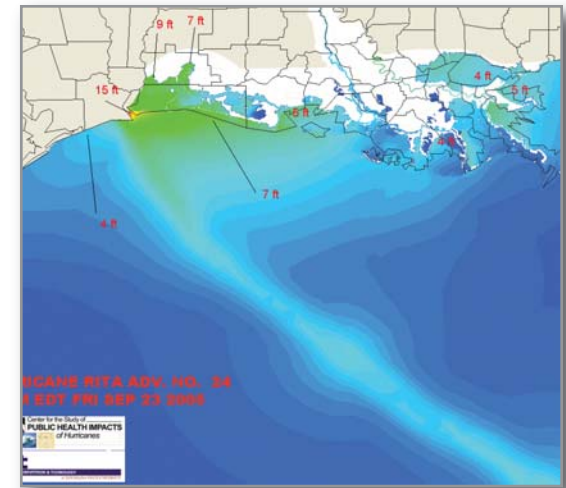 9 ft
7 ft
15 ft
4 ft
5 ft
6 ft
4 ft
7 ft
4 ft
ICANE RITA ADV. NO. 24
EDT FRI SEP 23 2005
Center for the Study of
PUBLIC HEALTH IMPACTS
of Hurricanes